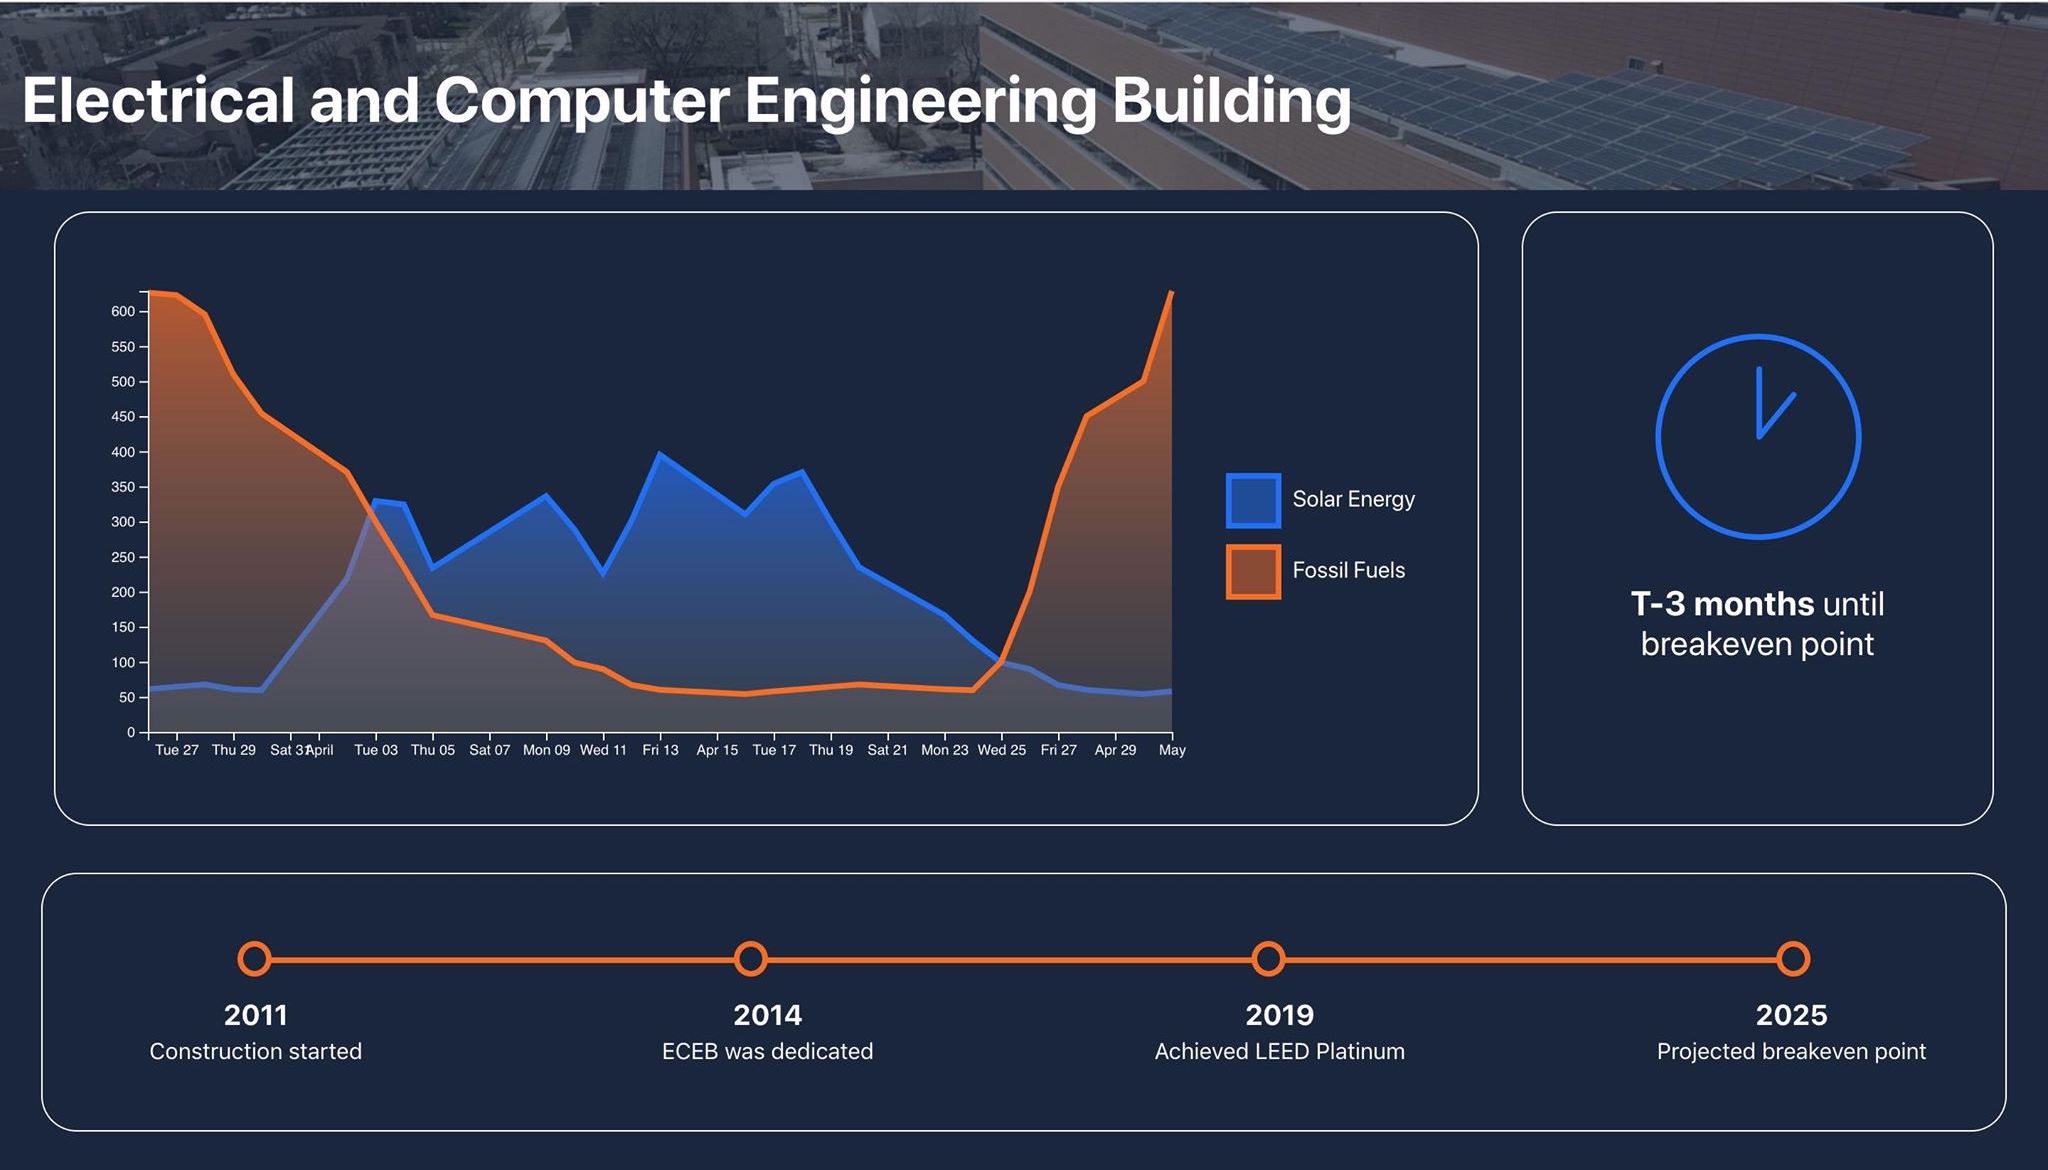 Electrical and Computer Engineering Building
600
550
500
450
400
350
300
250
200
150
100
50
0
Tue 27 Thu 29 Sat 31 April Tue 03 Thu 05 Sat 07 Mon 09 Wed 11 Fri 13 Apr 15 Tue 17 Thu 19 Sat 21 Mon 23 Wed 25 Fri 27 Apr 29 May
Solar Energy
Fossil Fuels
T-3 months until
breakeven point
2011
Construction started
2014
ECEB was dedicated
2019
Achieved LEED Platinum
2025
Projected breakeven point